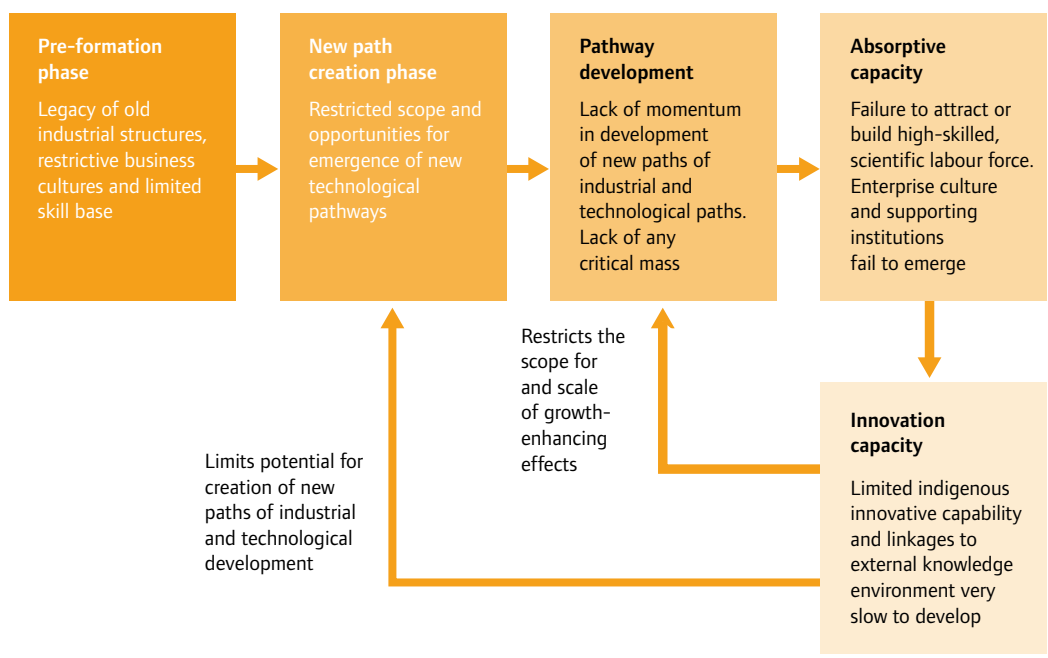 Pre-formation
phase
Legacy of old
industrial structures,
restrictive business
cultures and limited
skill base
New path
creation phase
Restricted scope and
opportunities for
emergence of new
technological
pathways
Pathway
development
Lack of momentum
in development
of new paths of
industrial and
technological paths.
Lack of any
critical mass
Absorptive
capacity
Failure to attract or
build high-skilled,
scientific labour force.
Enterprise culture
and supporting
institutions
fail to emerge
Restricts the
scope for
and scale
of growth-
enhancing
effects
Limits potential for
creation of new
paths of industrial
and technological
development
Innovation
capacity
Limited indigenous
innovative capability
and linkages to
external knowledge
environment very
slow to develop